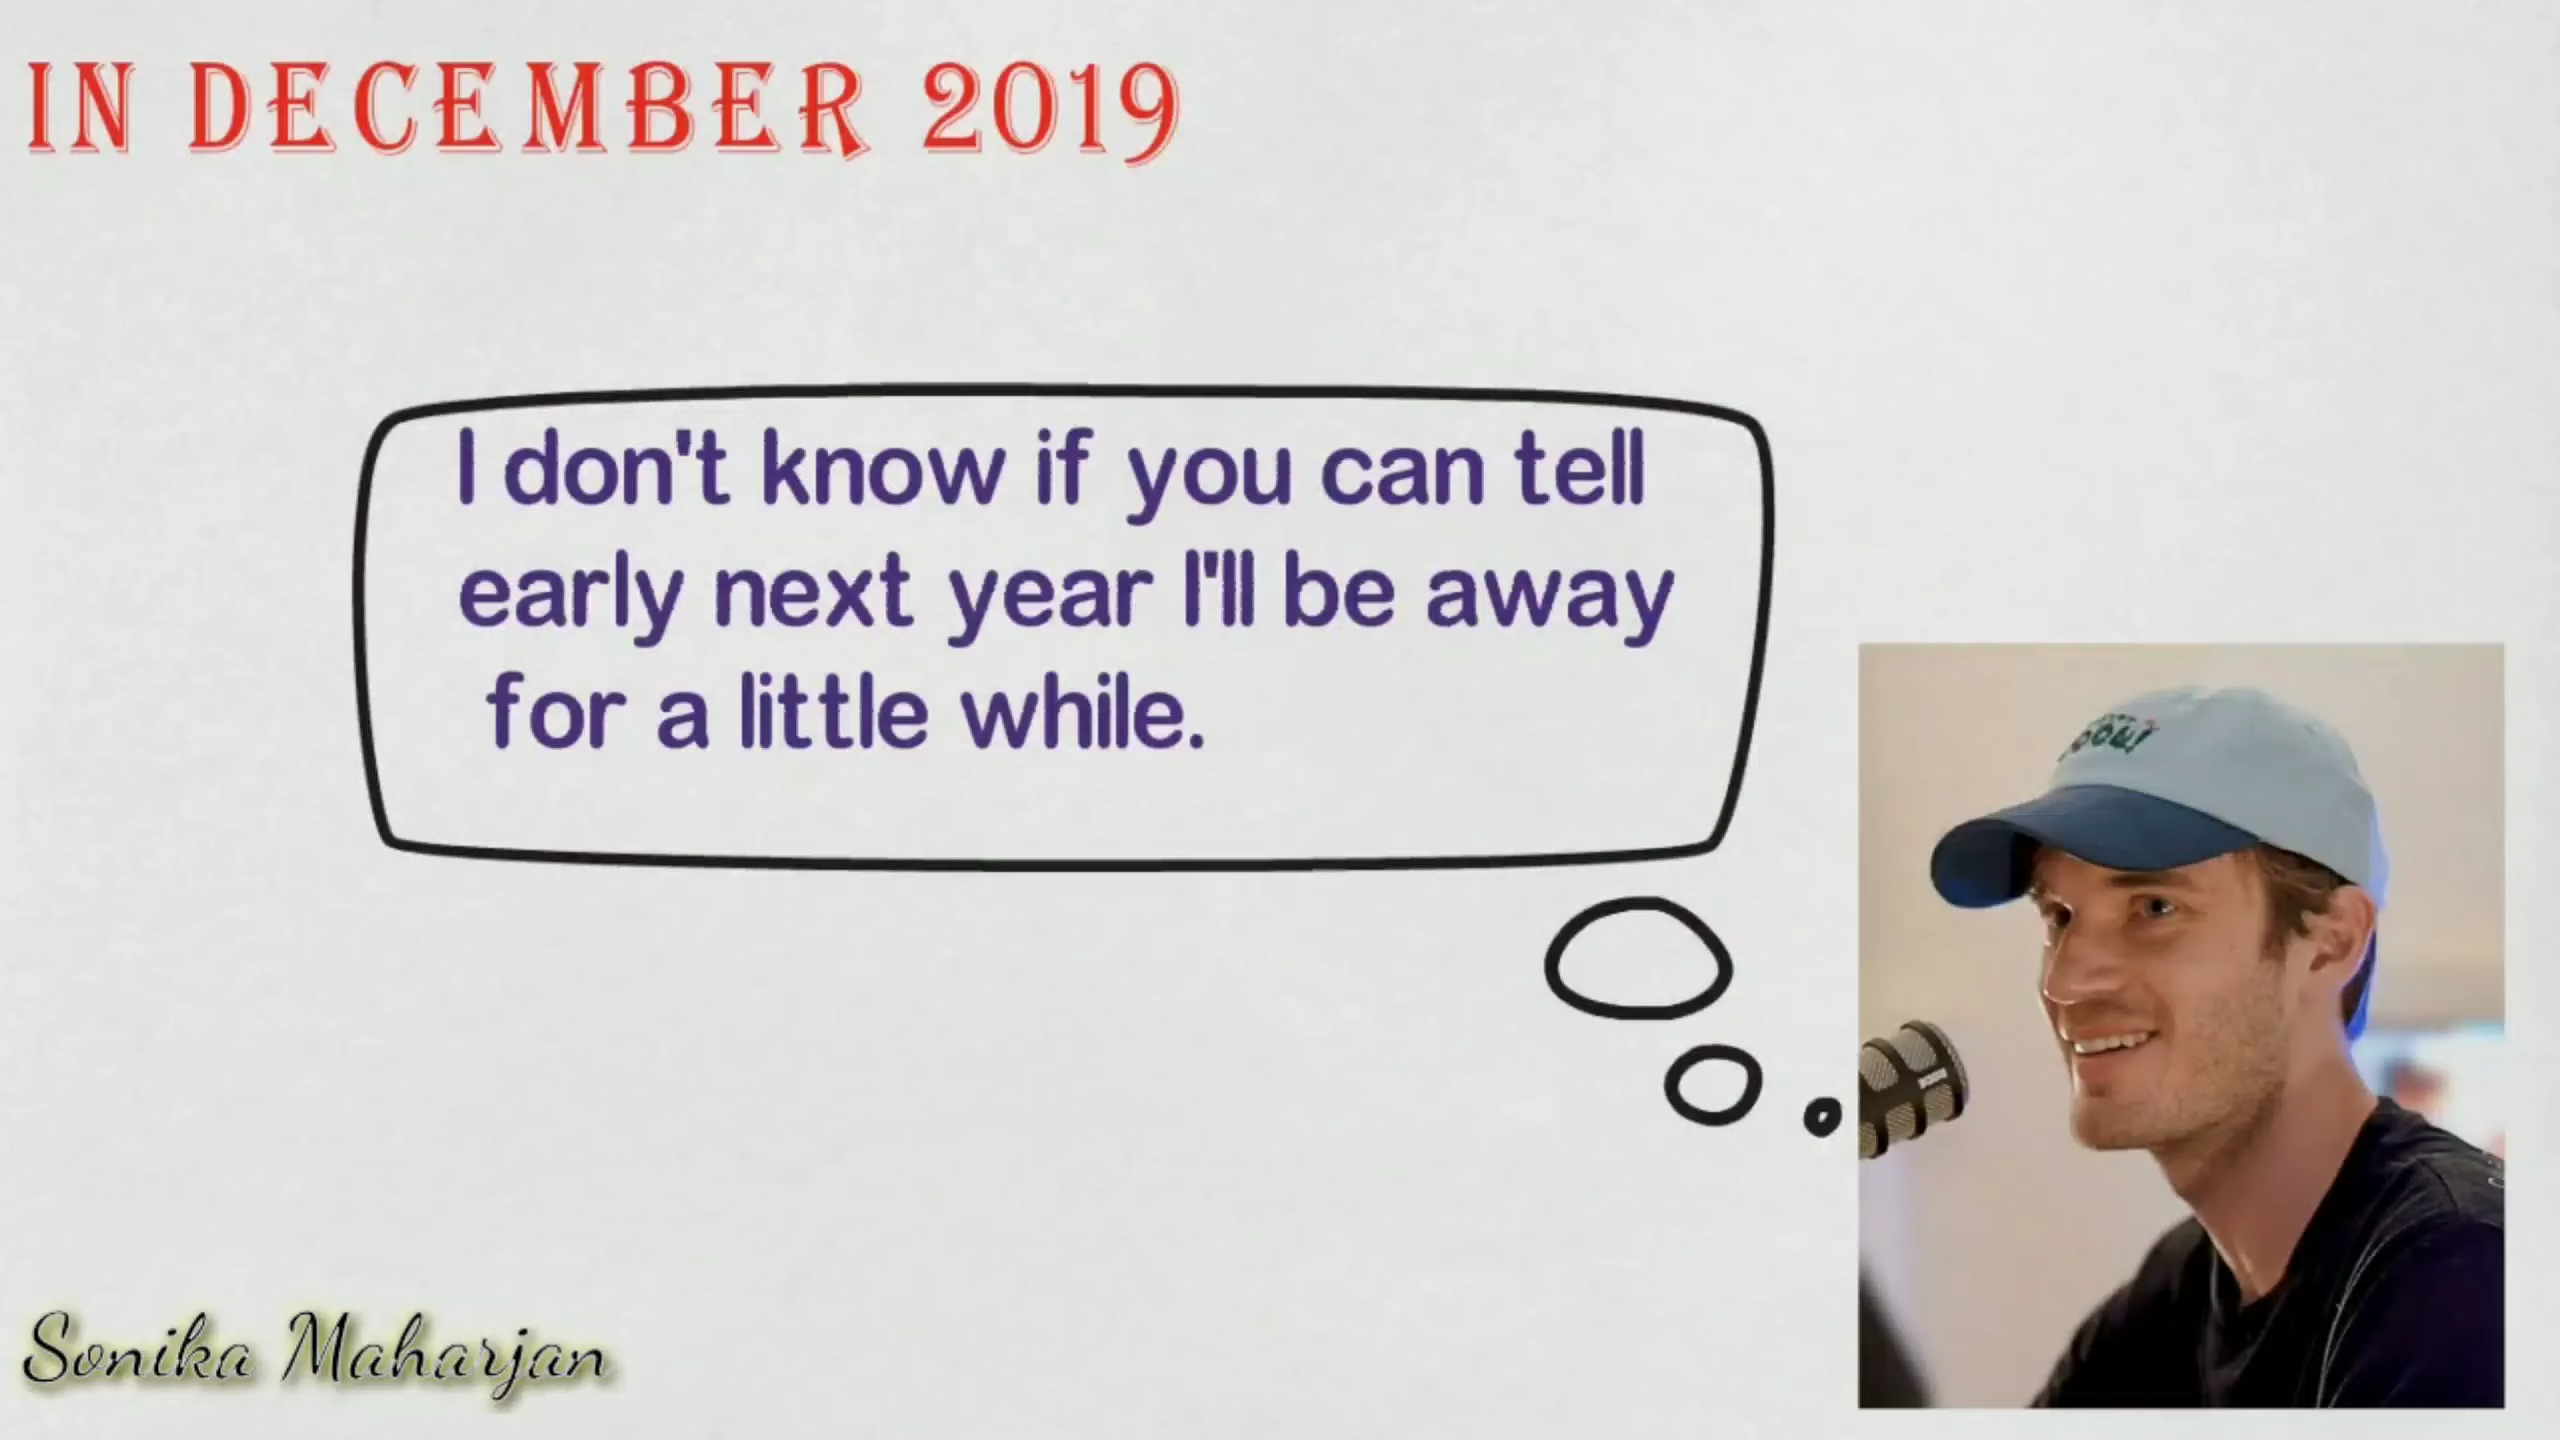 IN DECEMBER 2019
I don't know if you can tell
early next year I'll be away
for a little while.
Sonika Maharjan